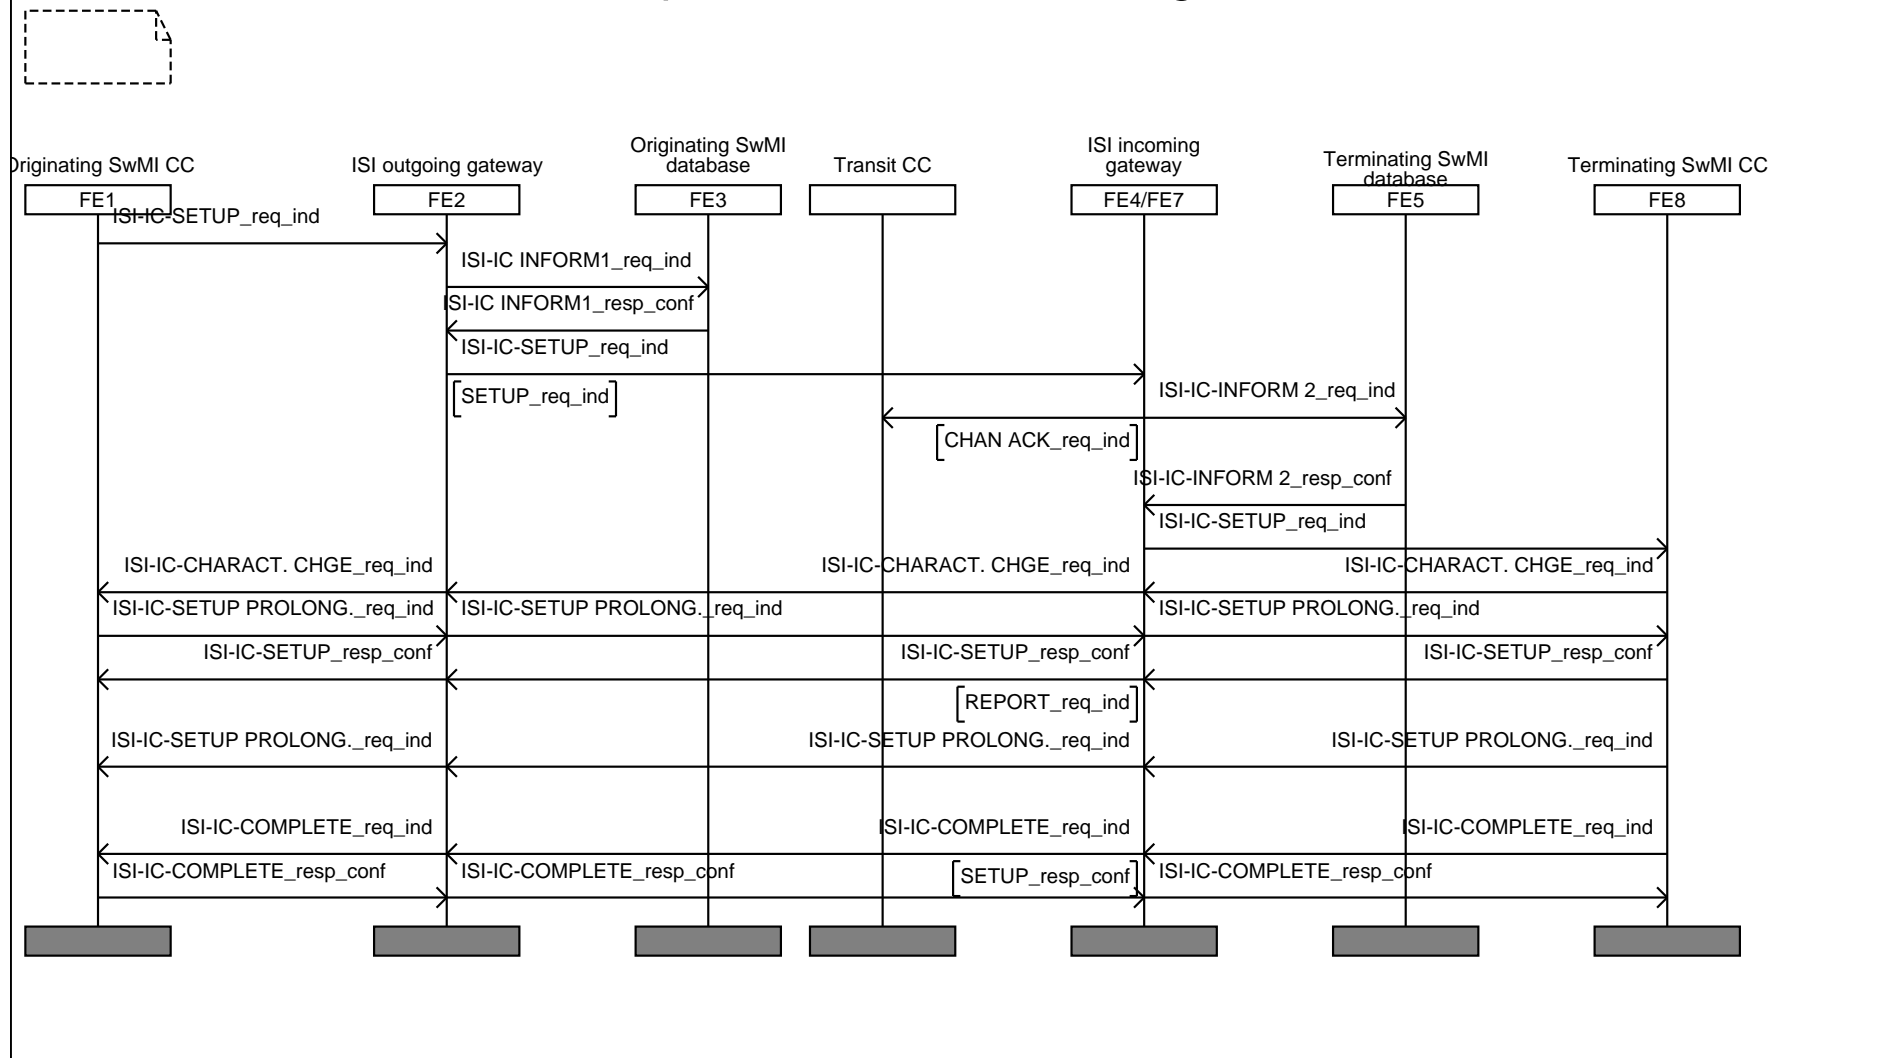 Originating SwMI CC
ISI outgoing gateway
Originating SwMI
database
Transit CC
ISI incoming
gateway
Terminating SwMI
database
Terminating SwMI CC
FE1
FE2
FE3
FE4/FE7
FE5
FE8
ISI-IC-SETUP_req_ind
ISI-IC INFORM1_req_ind
ISI-IC INFORM1_resp_conf
ISI-IC-SETUP_req_ind
SETUP_req_ind
ISI-IC-INFORM 2_req_ind
CHAN ACK_req_ind
ISI-IC-INFORM 2_resp_conf
ISI-IC-SETUP_req_ind
ISI-IC-CHARACT. CHGE_req_ind
ISI-IC-CHARACT. CHGE_req_ind
ISI-IC-CHARACT. CHGE_req_ind
ISI-IC-SETUP PROLONG._req_ind
ISI-IC-SETUP PROLONG._req_ind
ISI-IC-SETUP PROLONG._req_ind
ISI-IC-SETUP_resp_conf
ISI-IC-SETUP_resp_conf
ISI-IC-SETUP_resp_conf
REPORT_req_ind
ISI-IC-SETUP PROLONG._req_ind
ISI-IC-SETUP PROLONG._req_ind
ISI-IC-SETUP PROLONG._req_ind
ISI-IC-COMPLETE_req_ind
ISI-IC-COMPLETE_req_ind
ISI-IC-COMPLETE_req_ind
ISI-IC-COMPLETE_resp_conf
ISI-IC-COMPLETE_resp_conf
SETUP_resp_conf
ISI-IC-COMPLETE_resp_conf